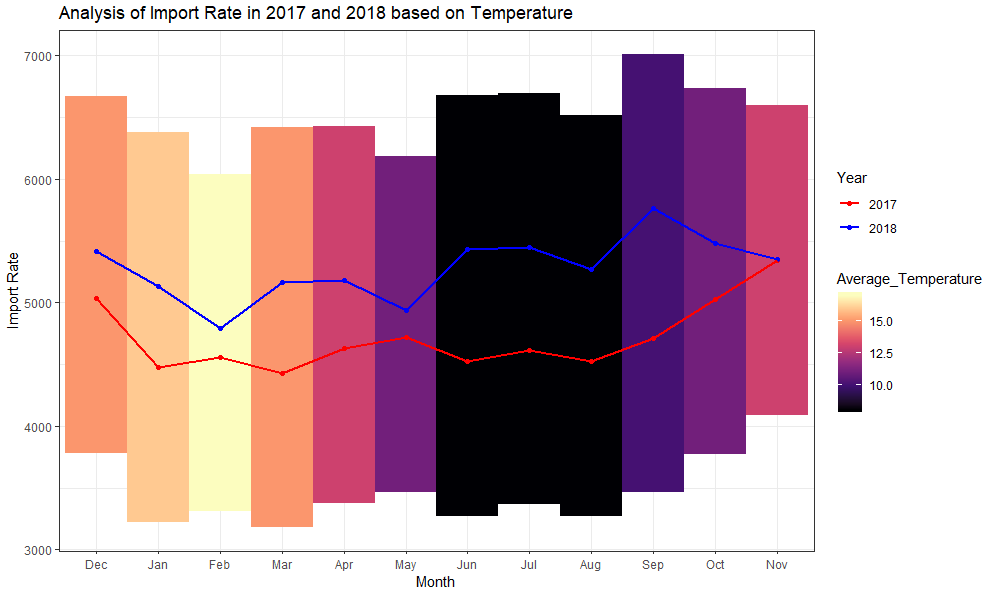 Analysis of Import Rate in 2017 and 2018 based on Temperature
Import Rate
7000
6000
5000
4000
3000
Dec Jan Feb Mar Apr May Jun Jul Aug Sep Oct Nov
Month
Year
2017
2018
Average_Temperature
15.0
12.5
10.0